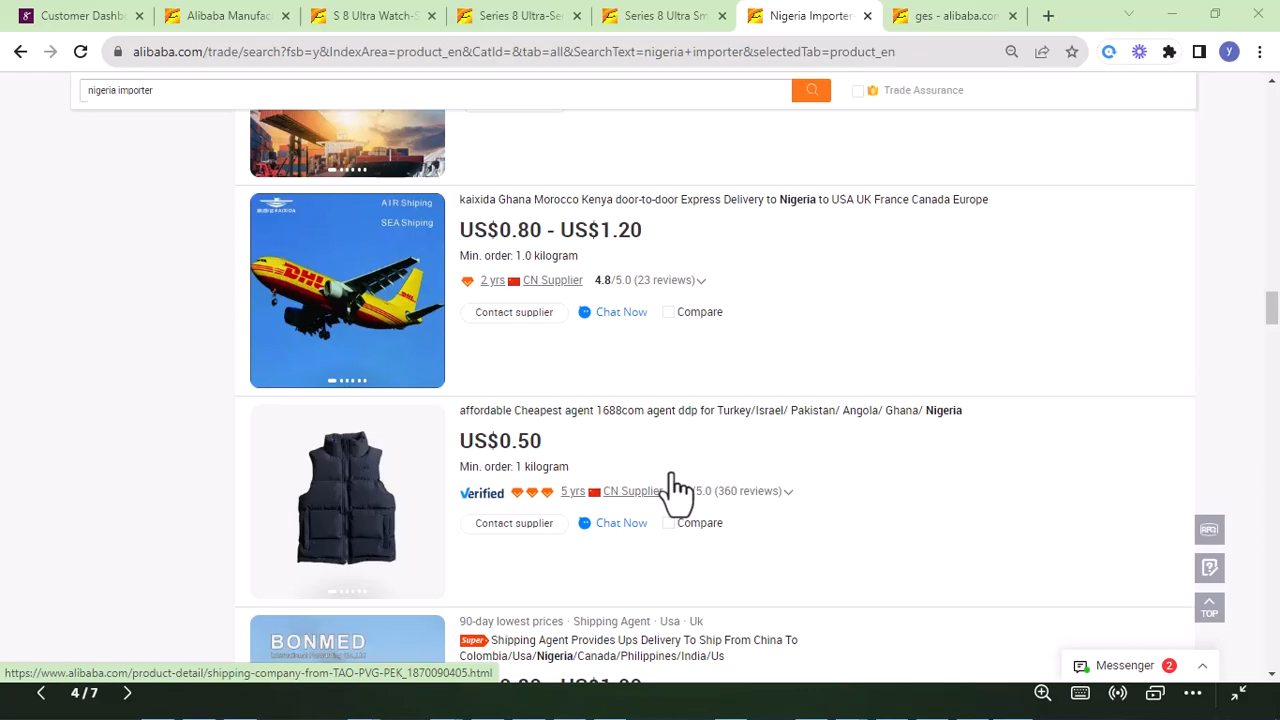 Customer Dashb
Alibaba Manufac
S 8 Ultra Watch-S
Series 8 Ultra-Ser
Series 8 Ultra Sm
Nigeria Importer
ges - alibaba.con
alibaba.com/trade/search?fsb=y&IndexArea=product_en&CatId=&tab=all&SearchText=nigeria+importer&selectedTab=product_en
y
nigeria importer
Trade Assurance
AIR Shiping
SEA Shiping
KAIXIDA
DHL
kaixida Ghana Morocco Kenya door-to-door Express Delivery to Nigeria to USA UK France Canada Europe
US$0.80 - US$1.20
Min. order: 1.0 kilogram
2 yrs CN Supplier 4.8/5.0 (23 reviews)
Contact supplier Chat Now Compare
affordable Cheapest agent 1688com agent ddp for Turkey/Israel/ Pakistan/ Angola/ Ghana/ Nigeria
US$0.50
Min. order: 1 kilogram
Verified 5 yrs CN Supplier /5.0 (360 reviews)
Contact supplier Chat Now Compare
RFQ
TOP
BONMED
90-day lowest prices · Shipping Agent · Usa · Uk
Super Shipping Agent Provides Ups Delivery To Ship From China To
Colombia/Usa/Nigeria/Canada/Philippines/India/Us
Messenger 2
https://www.alibaba.com/product-detail/shipping-company-from-TAO-PVG-PEK_1870090405.html
4 / 7